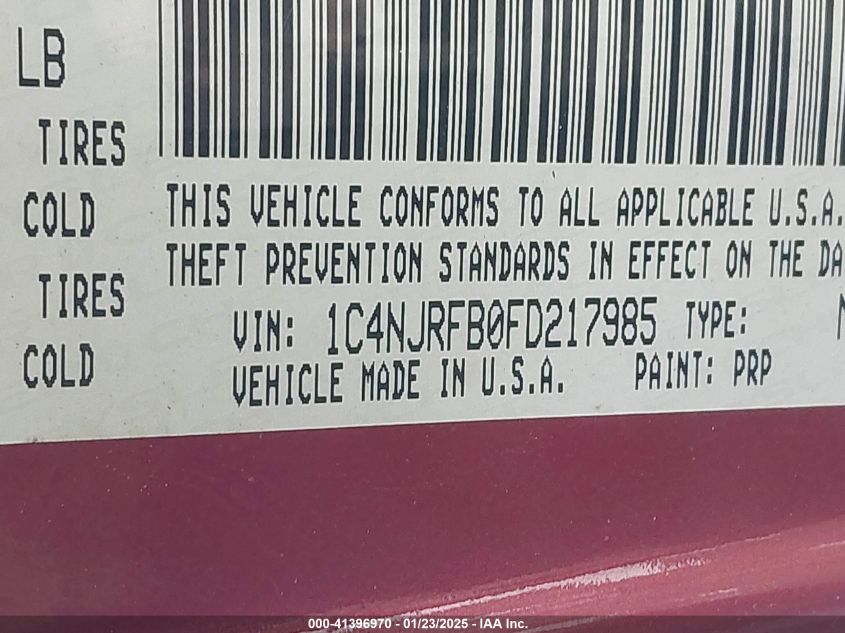 LB
TIRES
COLD
TIRES
COLD
THIS VEHICLE CONFORMS TO ALL APPLICABLE U.S.A.
THEFT PREVENTION STANDARDS IN EFFECT ON THE DA
VIN: 1C4NJRFB0FD217985 TYPE:
VEHICLE MADE IN U.S.A. PAINT: PRP
000-41396970 - 01/23/2025 - IAA Inc.